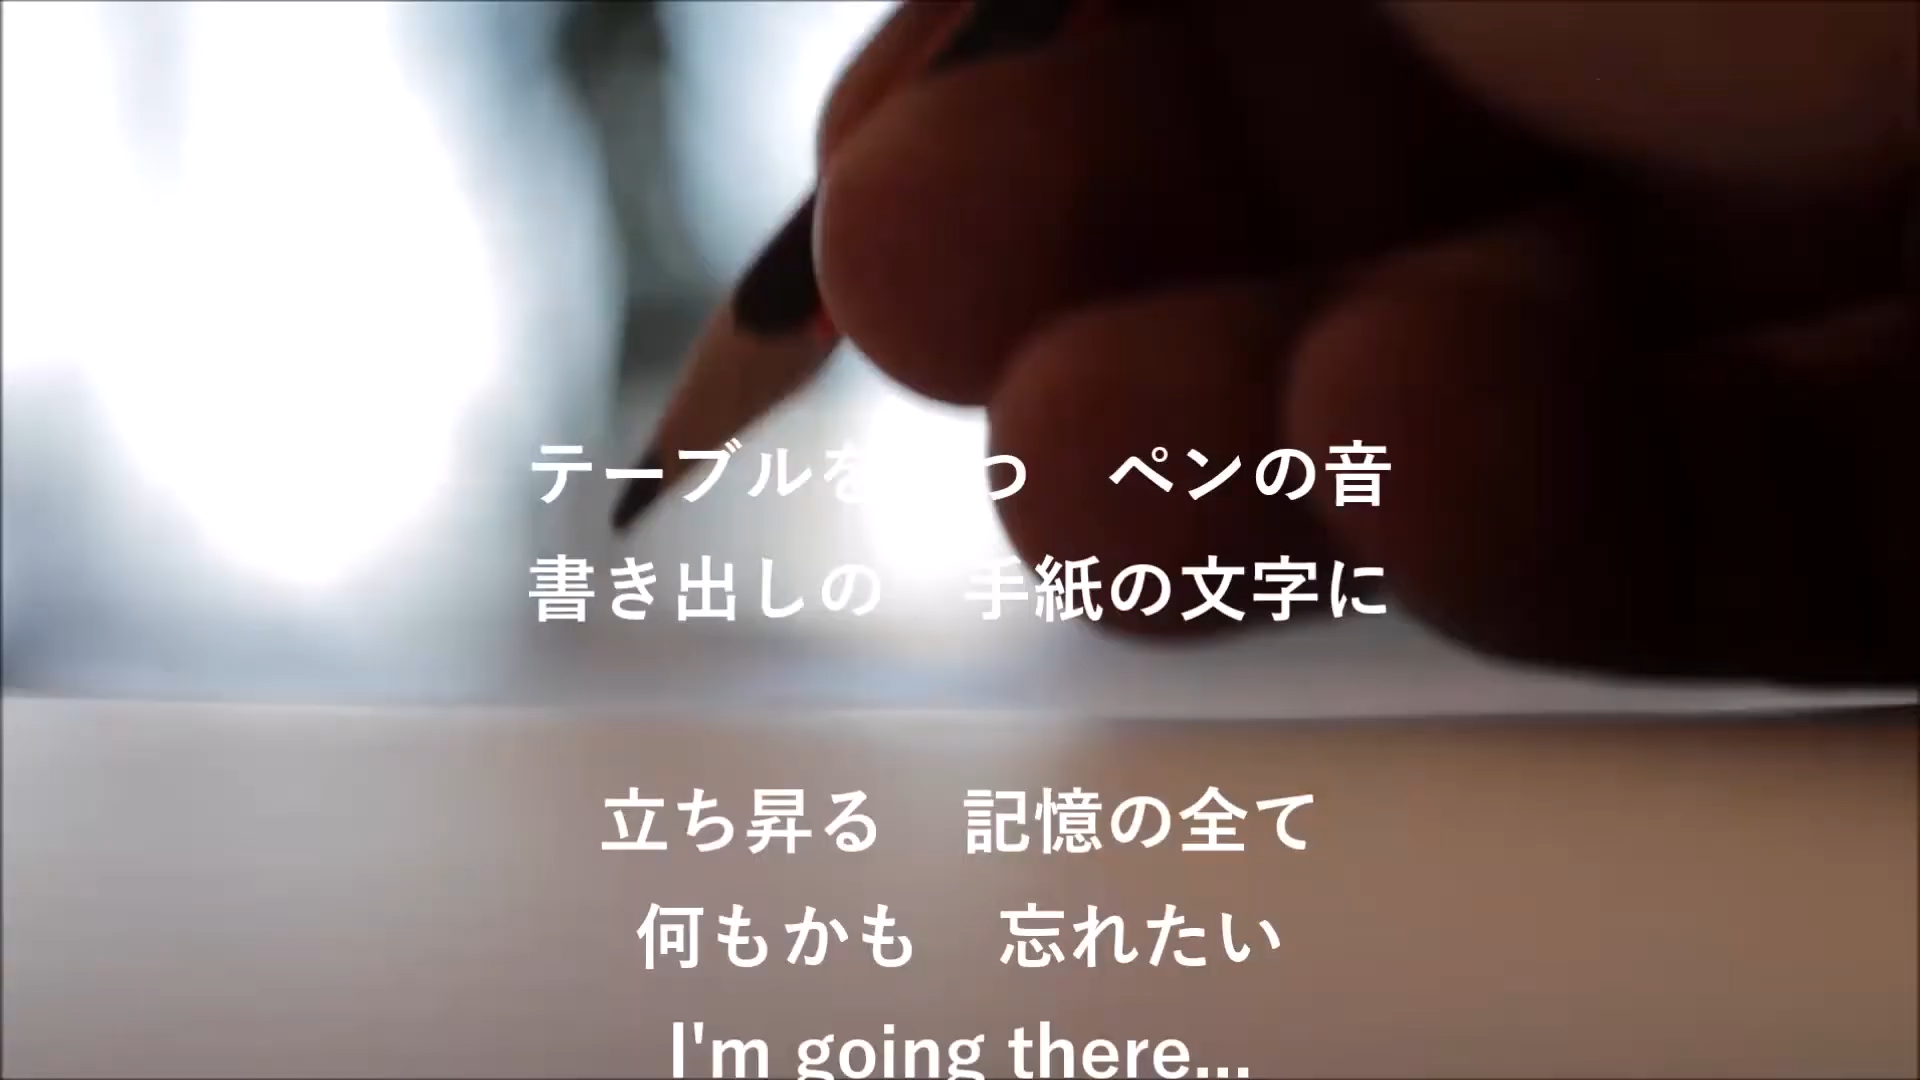 テーブルを つ　ペンの音
書き出しの　手紙の文字に
立ち昇る　記憶の全て
何もかも　忘れたい
I'm going there...